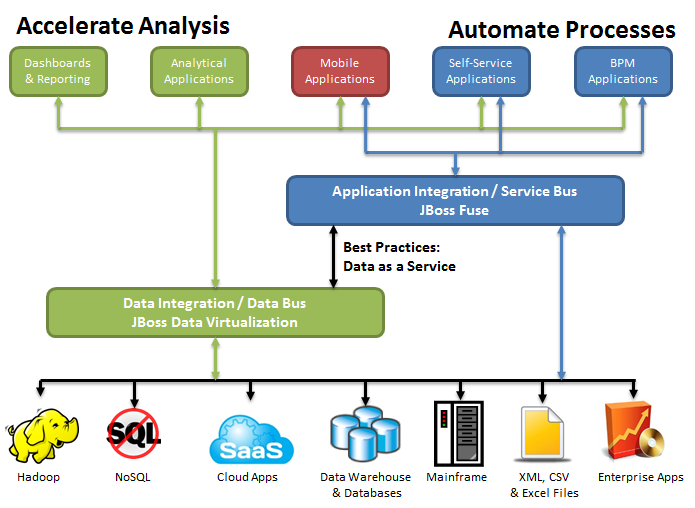 Accelerate Analysis
Automate Processes
Dashboards
& Reporting
Analytical
Applications
Mobile
Applications
Self-Service
Applications
BPM
Applications
Application Integration / Service Bus
JBoss Fuse
Best Practices:
Data as a Service
Data Integration / Data Bus
JBoss Data Virtualization
SQL
SaaS
Hadoop
NoSQL
Cloud Apps
Data Warehouse
& Databases
Mainframe
XML, CSV
& Excel Files
Enterprise Apps